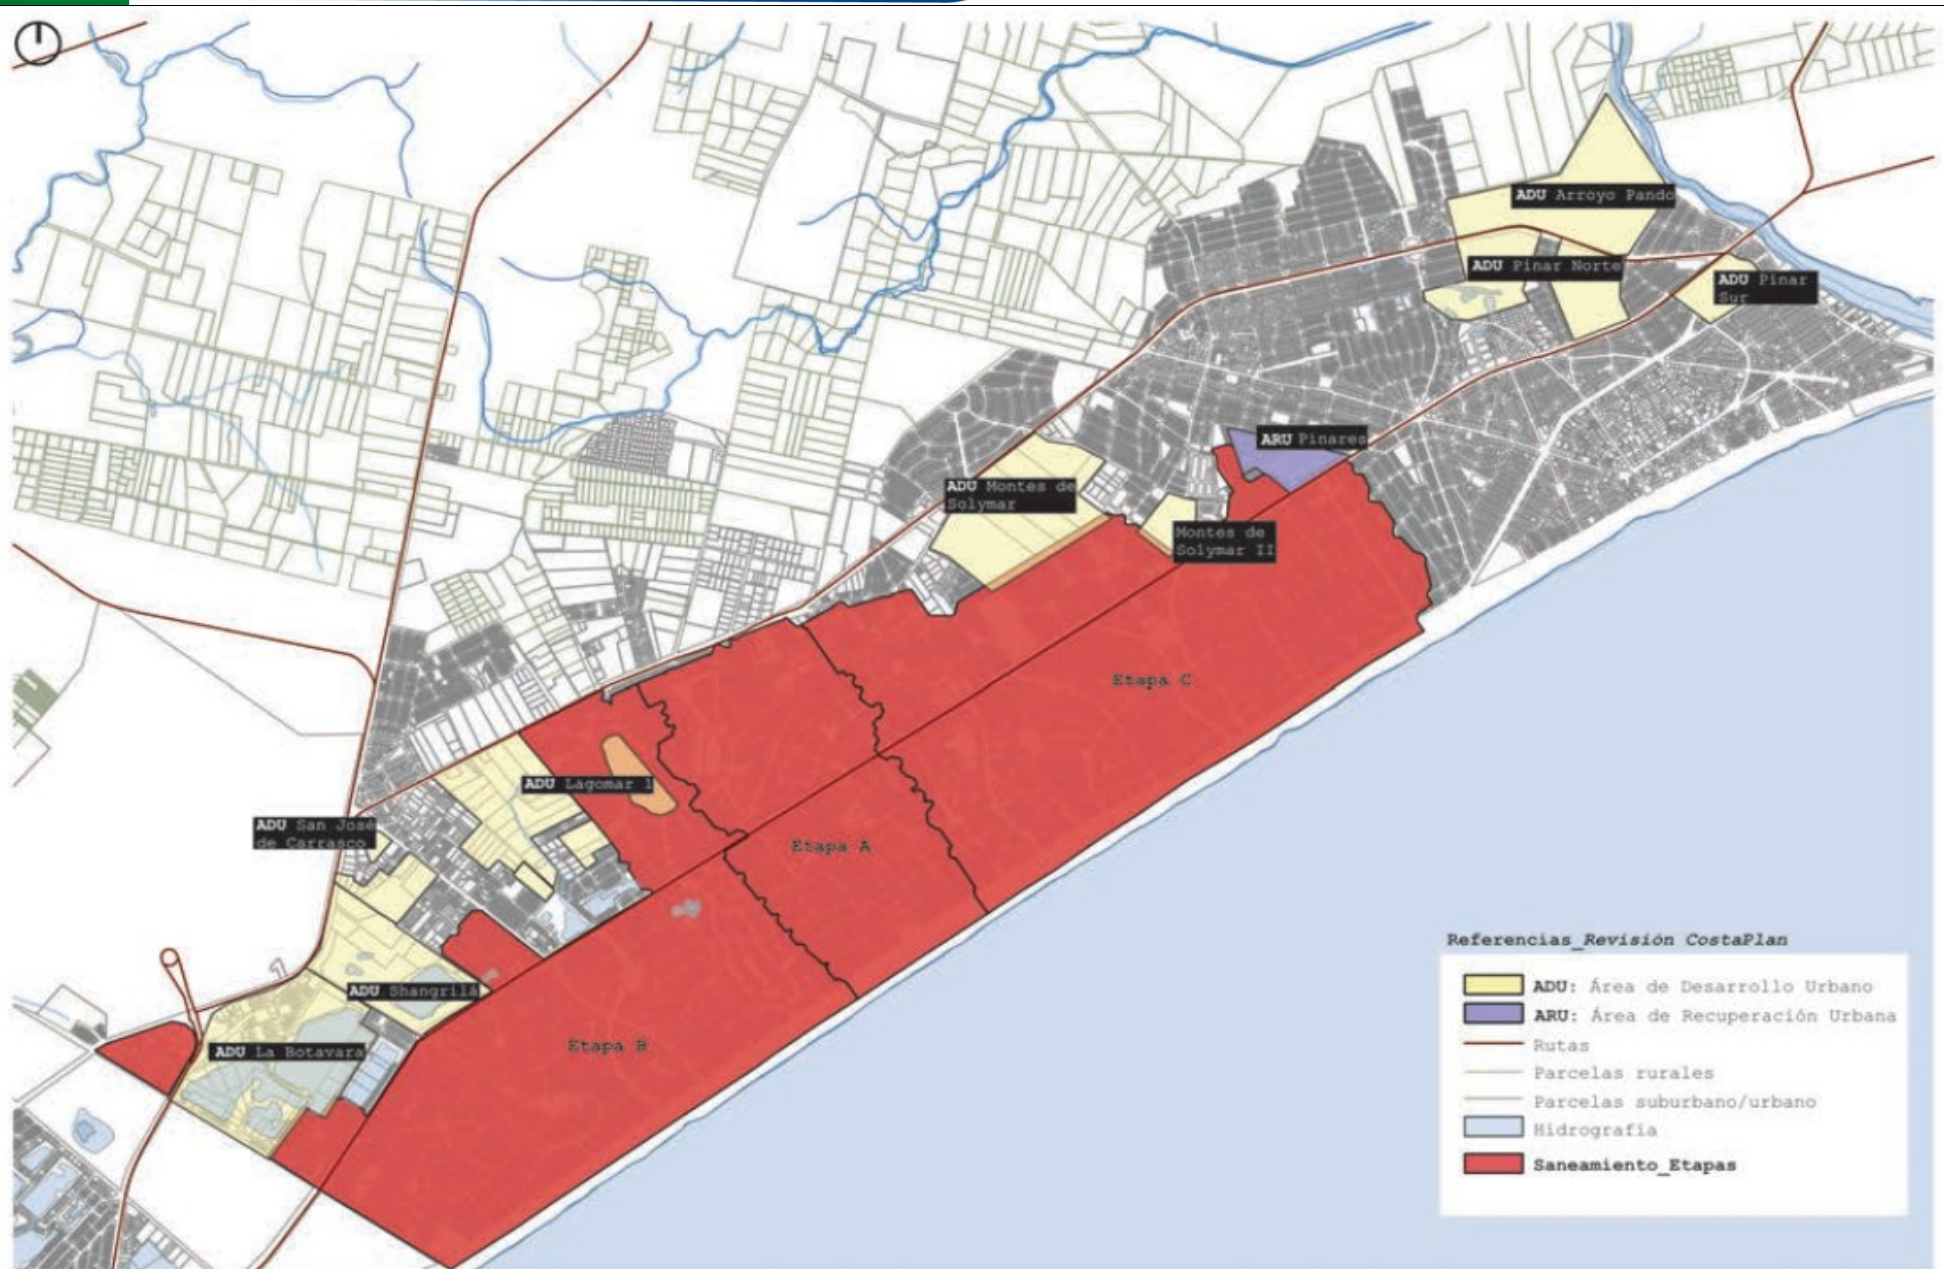 ADU Arroyo Pando
ADU Pinar Norte
ADU Pinar
Sur
ARU Pinares
ADU Montes de
Solymar
Montes de
Solymar II
Etapa C
ADU Lagomar 1
ADU San José
de Carrasco
Etapa A
ADU Shangrilá
Etapa B
ADU La Botavara
Referencias_Revisión CostaPlan
ADU: Área de Desarrollo Urbano
ARU: Área de Recuperación Urbana
Rutas
Parcelas rurales
Parcelas suburbano/urbano
Hidrografía
Saneamiento_Etapas